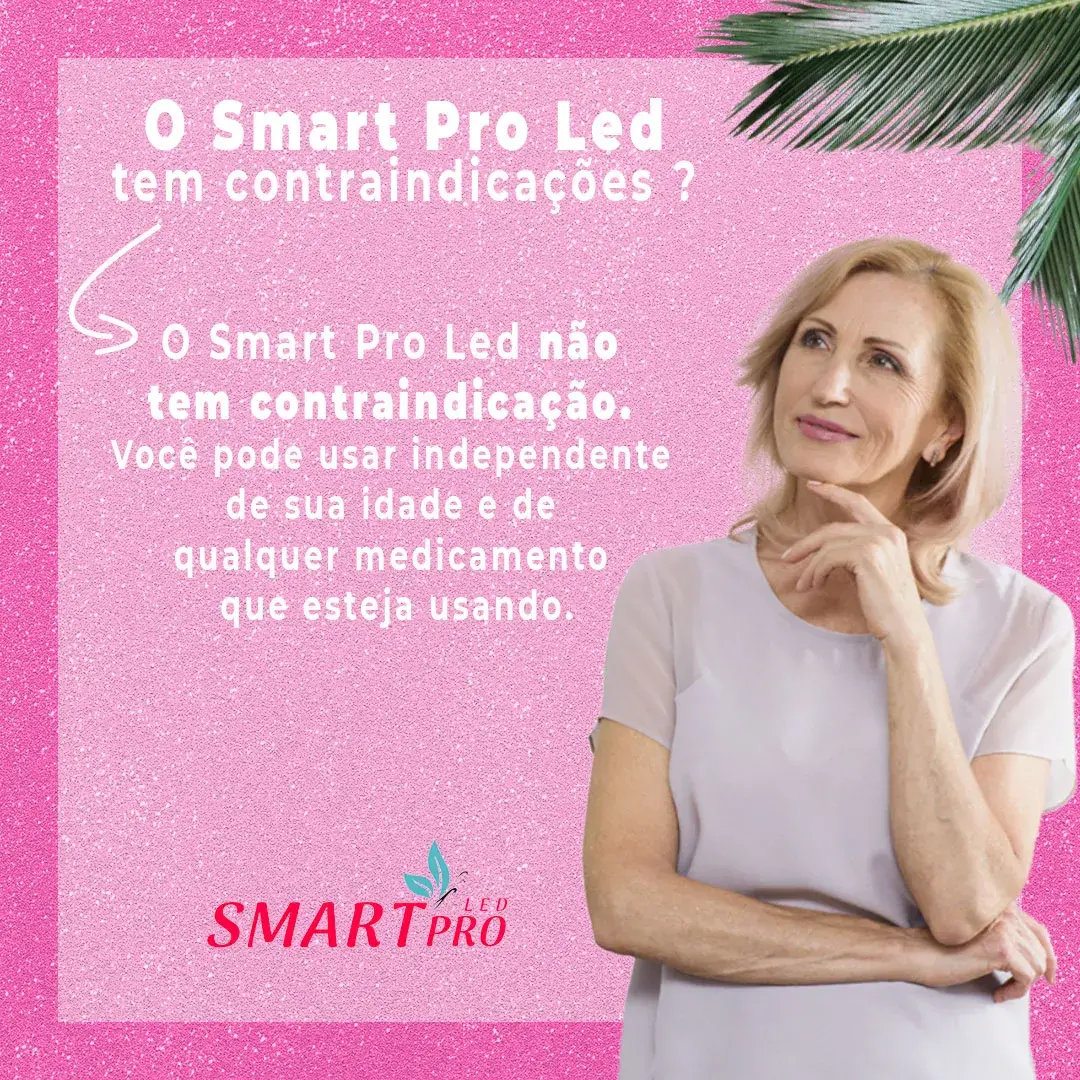 O Smart Pro Led
tem contraindicações ?
O Smart Pro Led não
tem contraindicação.
Você pode usar independente
de sua idade e de
qualquer medicamento
que esteja usando.
SMART LED
PRO